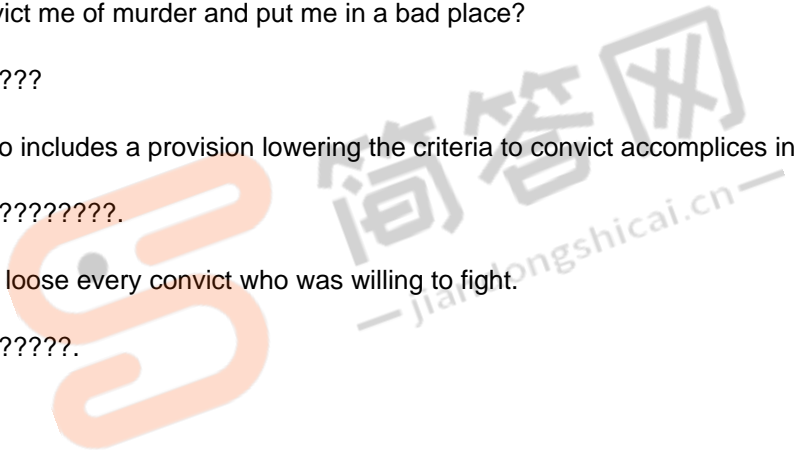 vict me of murder and put me in a bad place?
????
o includes a provision lowering the criteria to convict accomplices in
????????.
loose every convict who was willing to fight.
?????.
简答网
— jiandongshicai.cn —